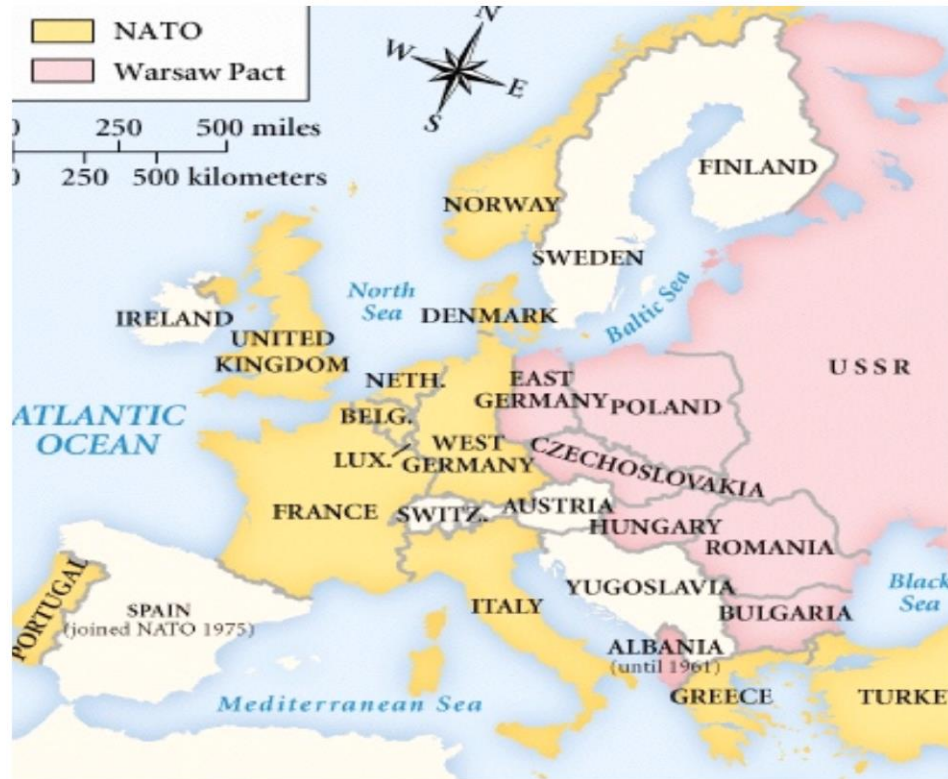 NATO
Warsaw Pact
N
W
E
S
0 250 500 miles
0 250 500 kilometers
FINLAND
NORWAY
SWEDEN
North
Sea
DENMARK
Baltic Sea
IRELAND
UNITED
KINGDOM
USSR
NETH.
EAST
GERMANY
POLAND
BELG.
ATLANTIC
OCEAN
WEST
GERMANY
LUX.
CZECHOSLOVAKIA
FRANCE
SWITZ.
AUSTRIA
HUNGARY
ROMANIA
YUGOSLAVIA
Black
Sea
PORTUGAL
SPAIN
(joined NATO 1975)
ITALY
BULGARIA
ALBANIA
(until 1961)
GREECE
TURKE
Mediterranean Sea